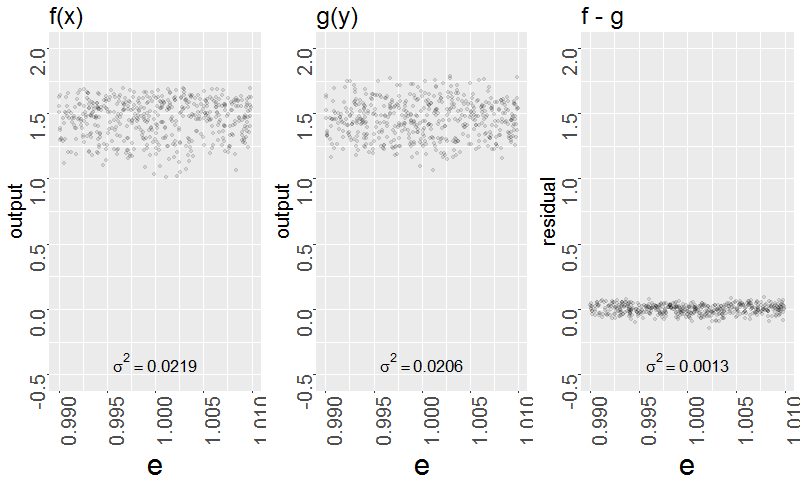 f(x)
output
2.0
1.5
1.0
0.5
0.0
-0.5
σ² = 0.0219
0.990
0.995
1.000
1.005
1.010
e
g(y)
output
2.0
1.5
1.0
0.5
0.0
-0.5
σ² = 0.0206
0.990
0.995
1.000
1.005
1.010
e
f - g
residual
2.0
1.5
1.0
0.5
0.0
-0.5
σ² = 0.0013
0.990
0.995
1.000
1.005
1.010
e